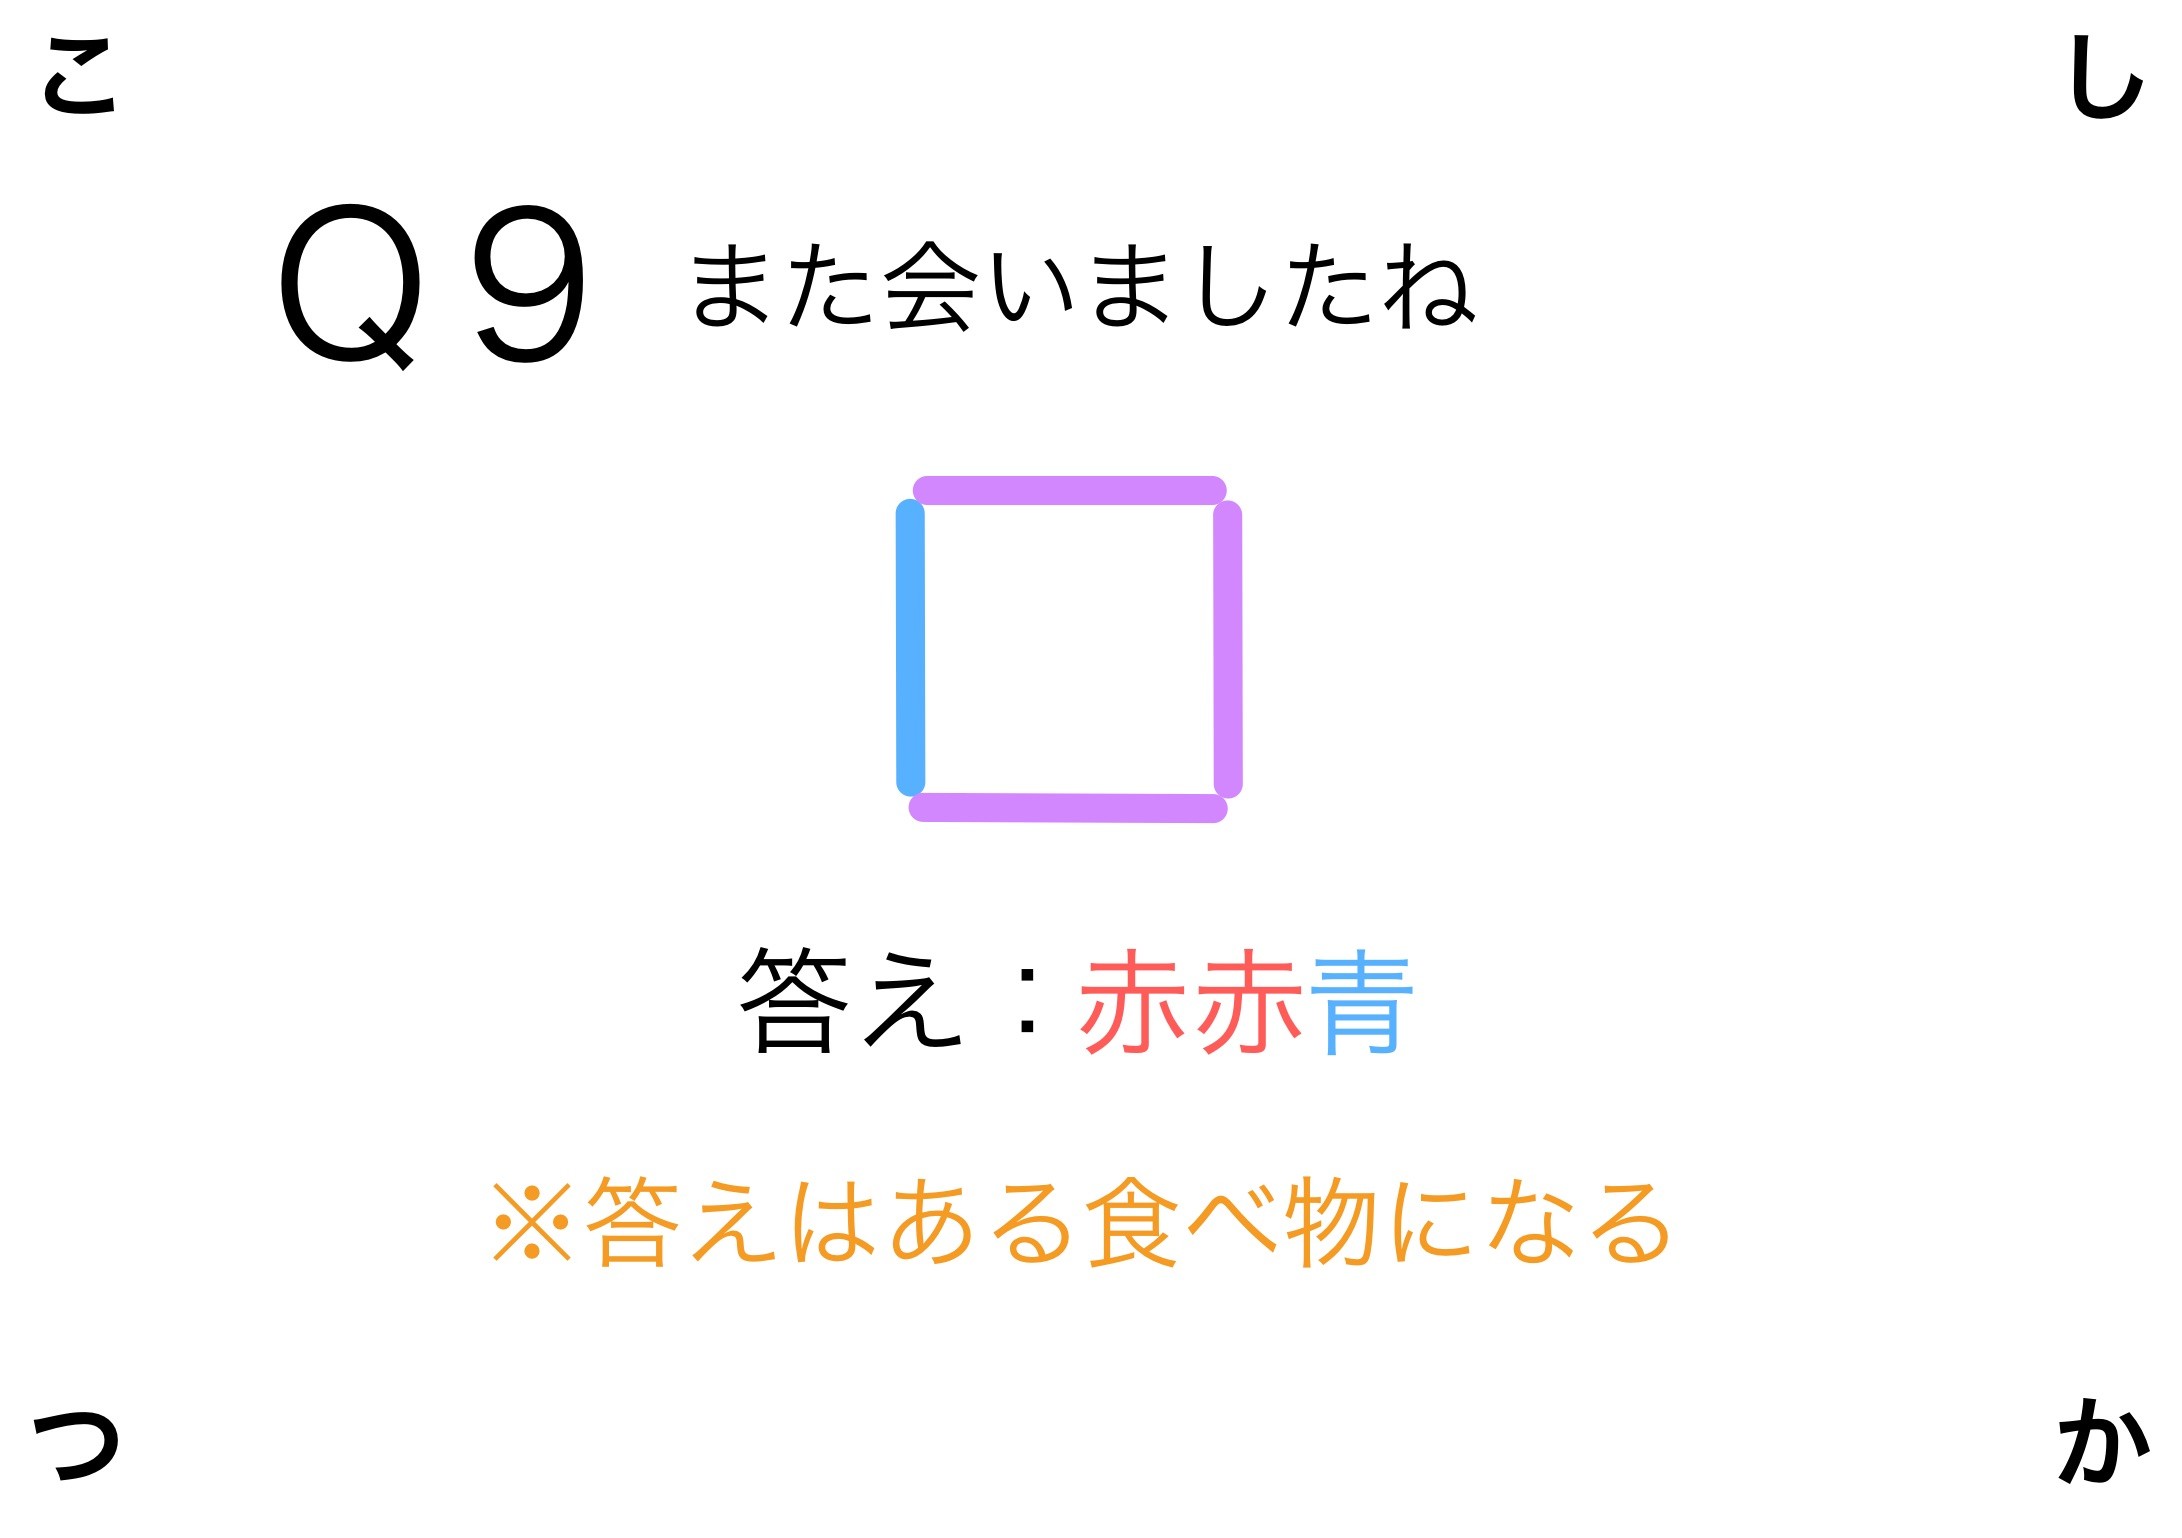 こ し
Q9 また会いましたね
答え：赤赤青
※答えはある食べ物になる
つ か